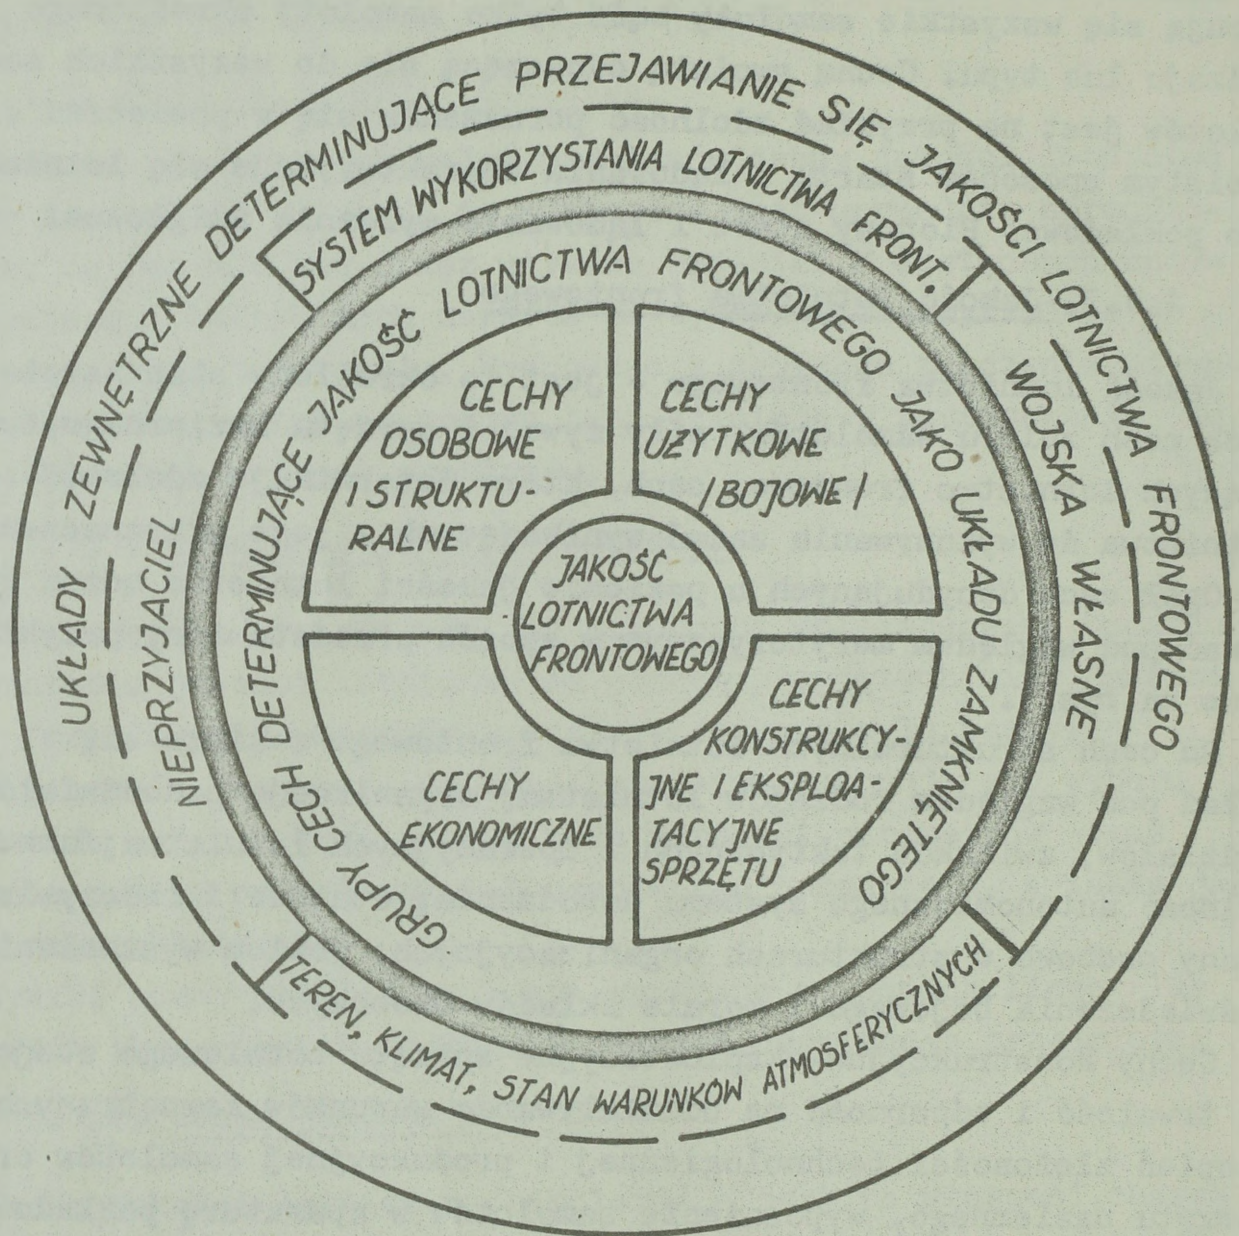 UKŁADY ZEWNĘTRZNE DETERMINUJĄCE PRZEJAWIANIE SIĘ JAKOŚCI LOTNICTWA FRONTOWEGO
SYSTEM WYKORZYSTANIA LOTNICTWA FRONT.
WOJSKA WŁASNE
NIEPRZYJACIEL
TEREN, KLIMAT, STAN WARUNKÓW ATMOSFERYCZNYCH
GRUPY CECH DETERMINUJĄCE JAKOŚĆ LOTNICTWA FRONTOWEGO JAKO UKŁADU ZAMKNIĘTEGO
CECHY
OSOBOWE
I STRUKTU-
RALNE
CECHY
UŻYTKOWE
/BOJOWE/
JAKOŚĆ
LOTNICTWA
FRONTOWEGO
CECHY
EKONOMICZNE
CECHY
KONSTRUKCY-
JNE I EKSPLOA-
TACYJNE
SPRZĘTU